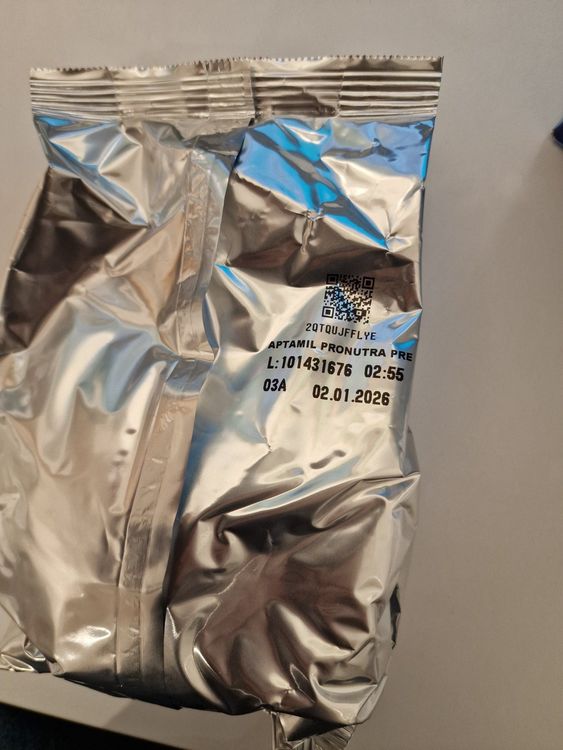 2QTQUJFFLYE
APTAMIL PRONUTRA PRE
L:101431676 02:55
03A 02.01.2026